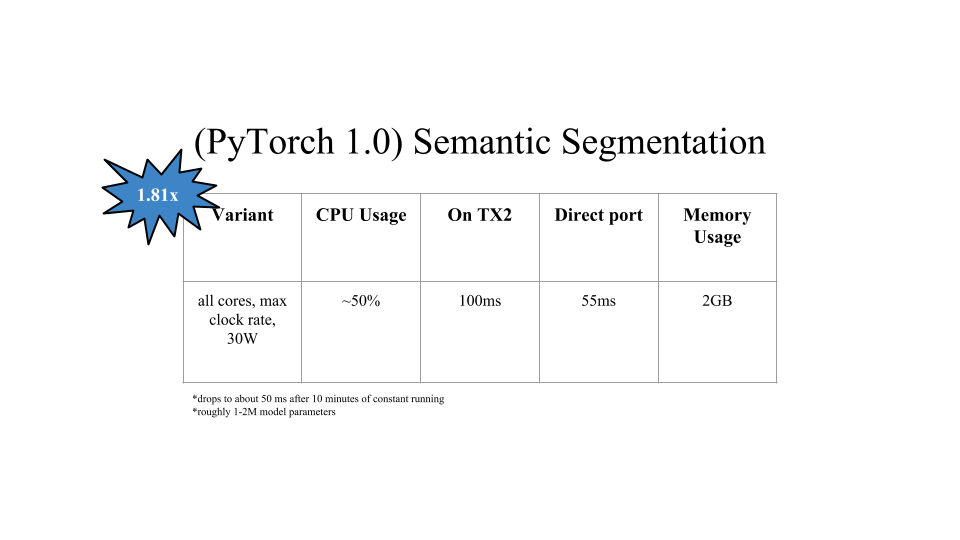 (PyTorch 1.0) Semantic Segmentation
1.81x
Variant
CPU Usage
On TX2
Direct port
Memory
Usage
all cores, max
clock rate,
30W
~50%
100ms
55ms
2GB
*drops to about 50 ms after 10 minutes of constant running
*roughly 1-2M model parameters